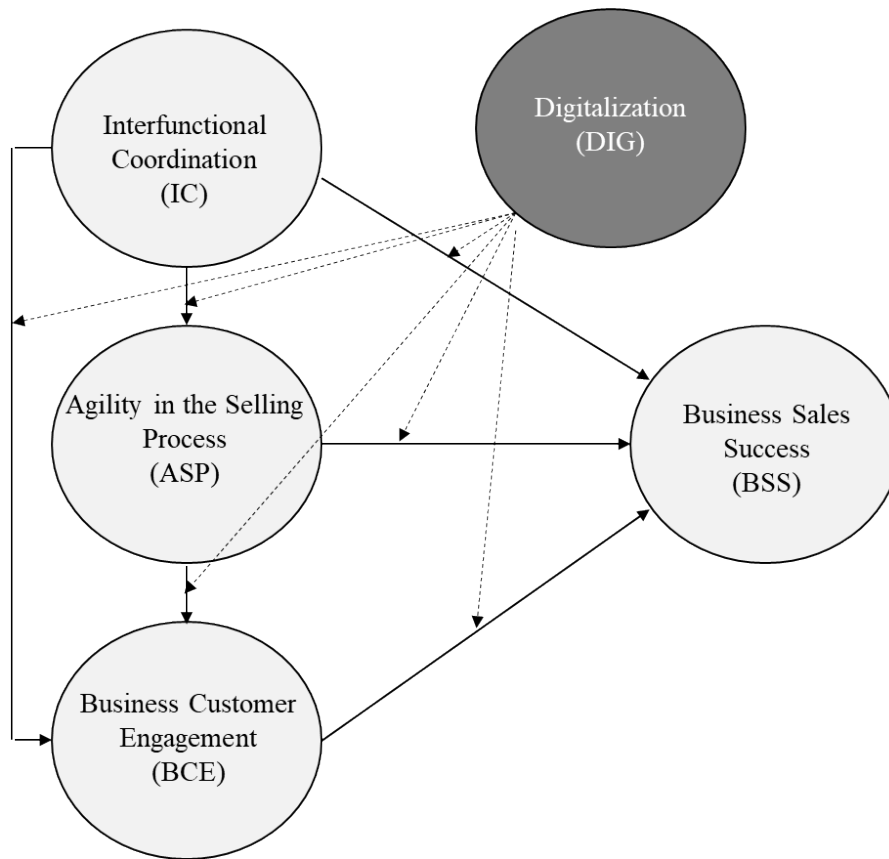 Interfunctional
Coordination
(IC)
Digitalization
(DIG)
Agility in the Selling
Process
(ASP)
Business Sales
Success
(BSS)
Business Customer
Engagement
(BCE)